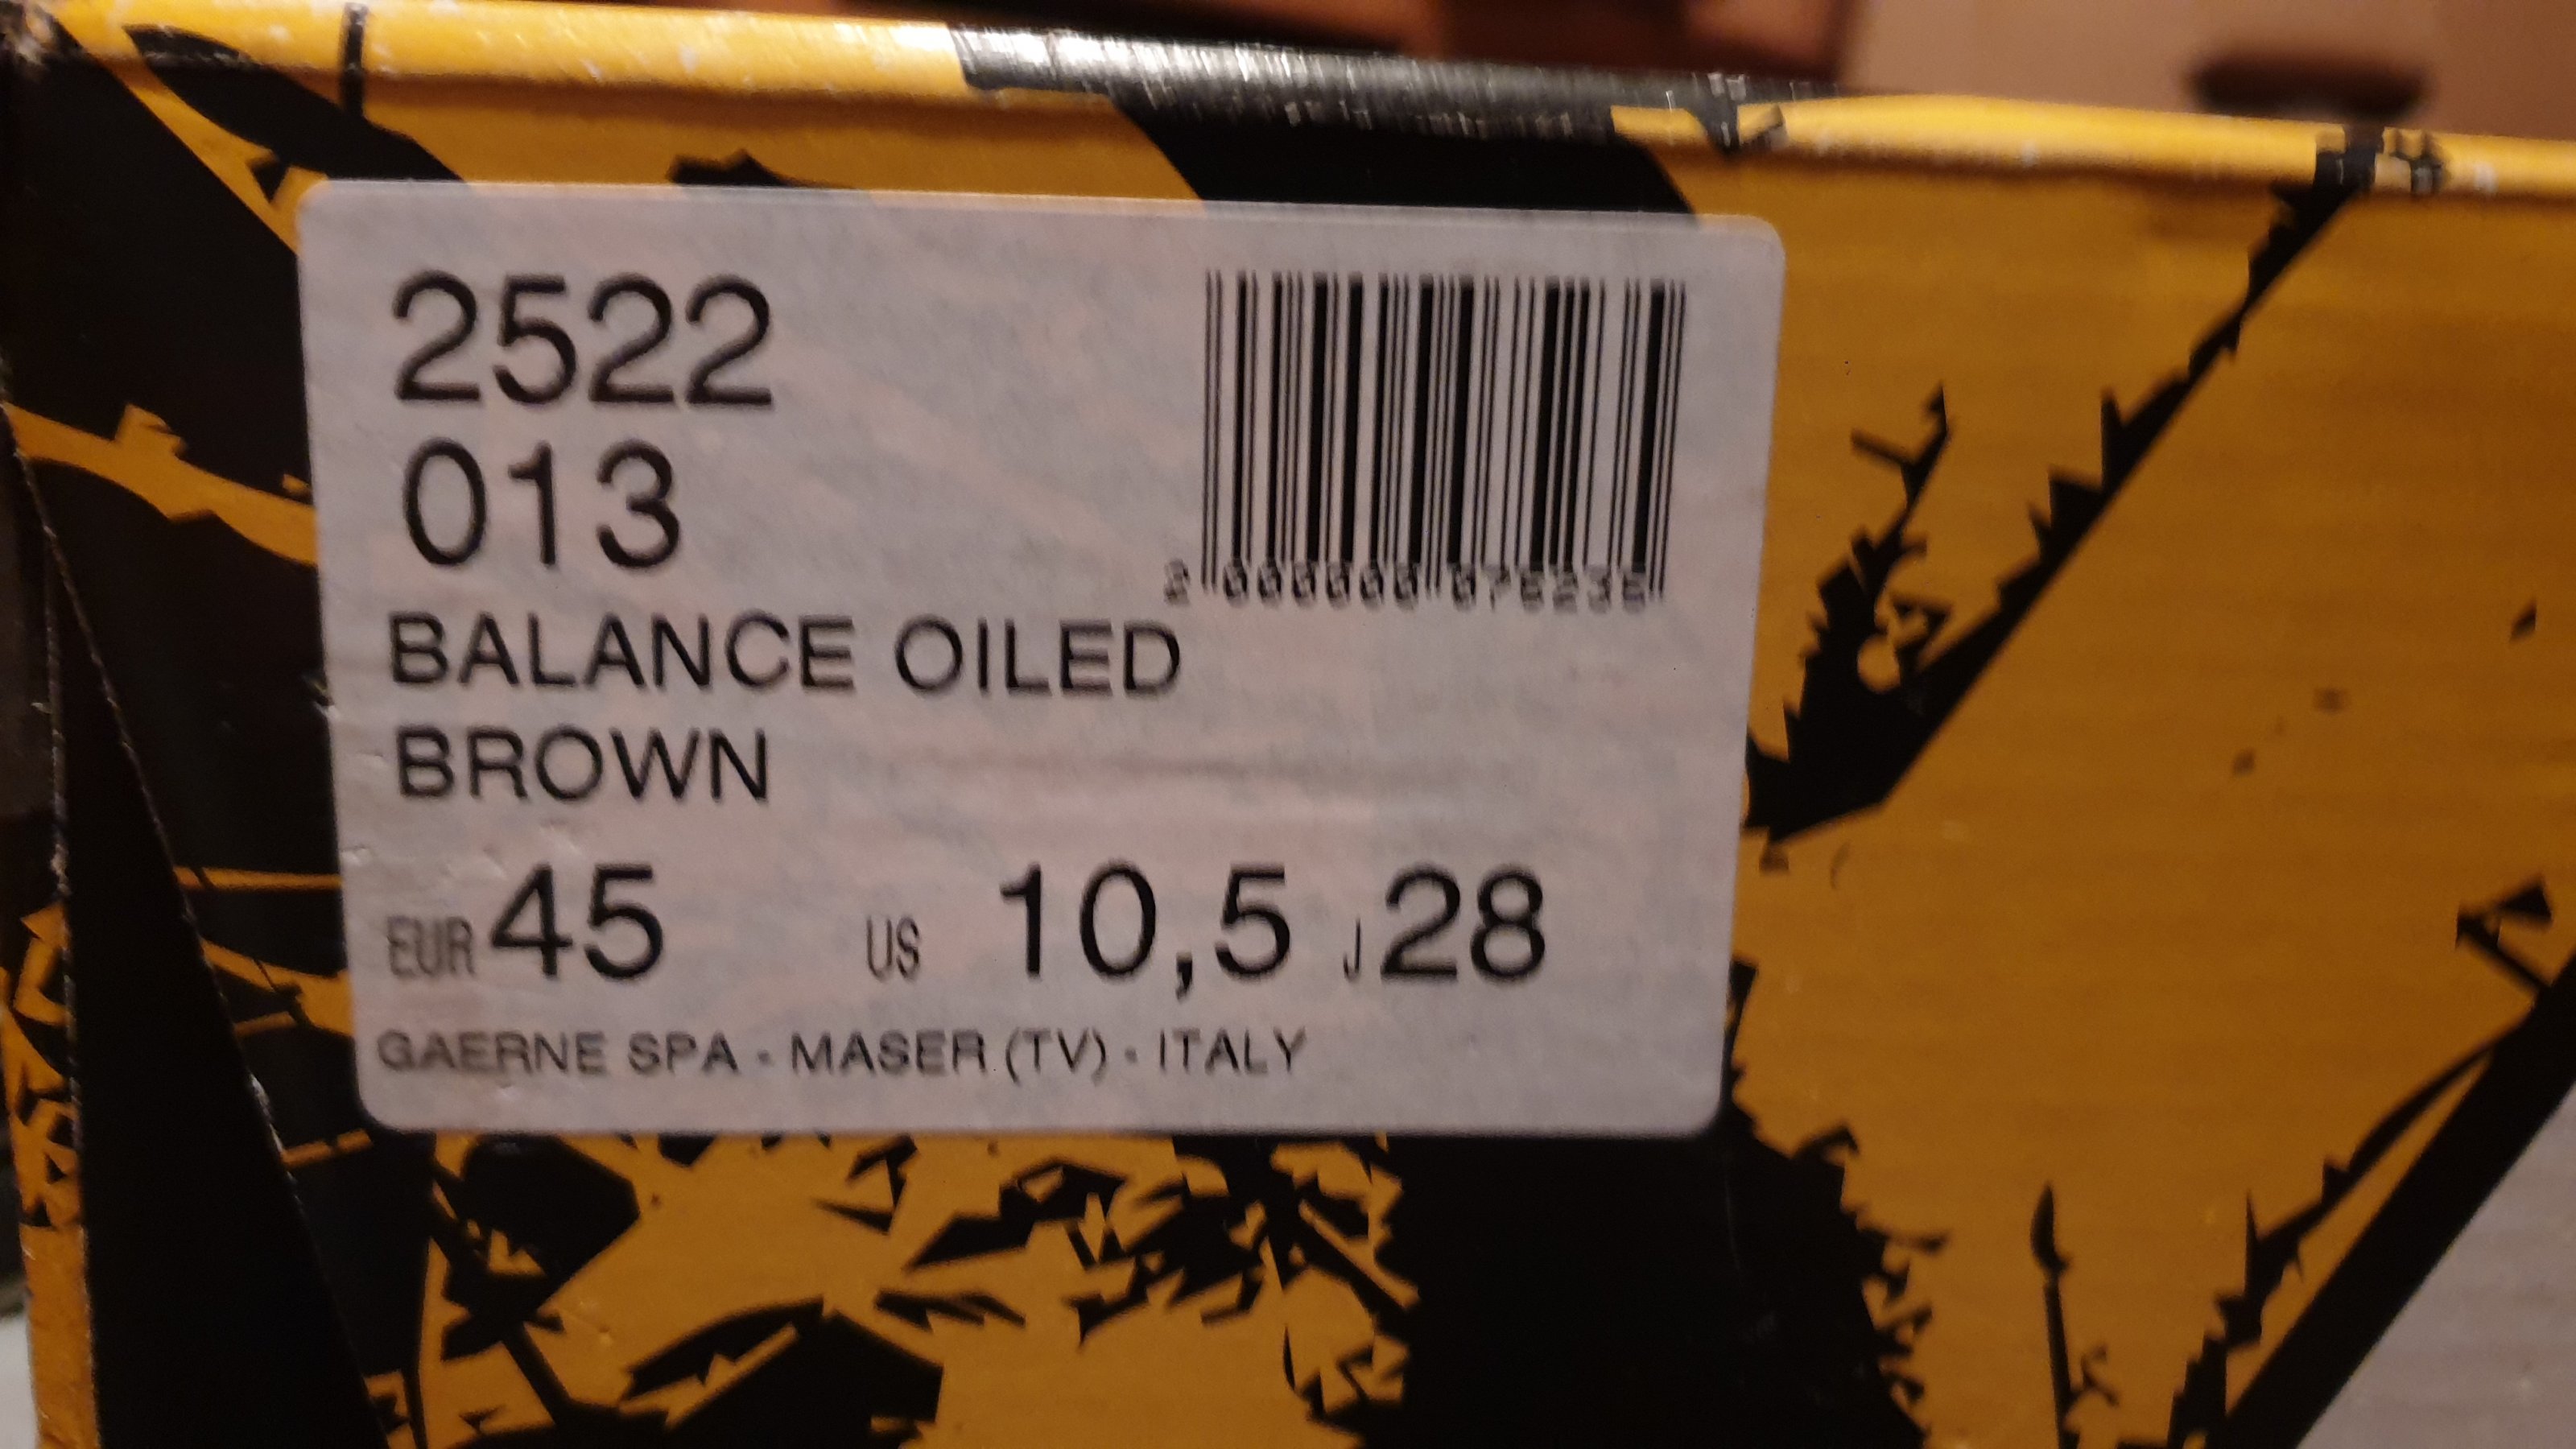 2522
013
BALANCE OILED
BROWN
EUR 45 US 10,5 J 28
GAERNE SPA - MASER (TV) - ITALY